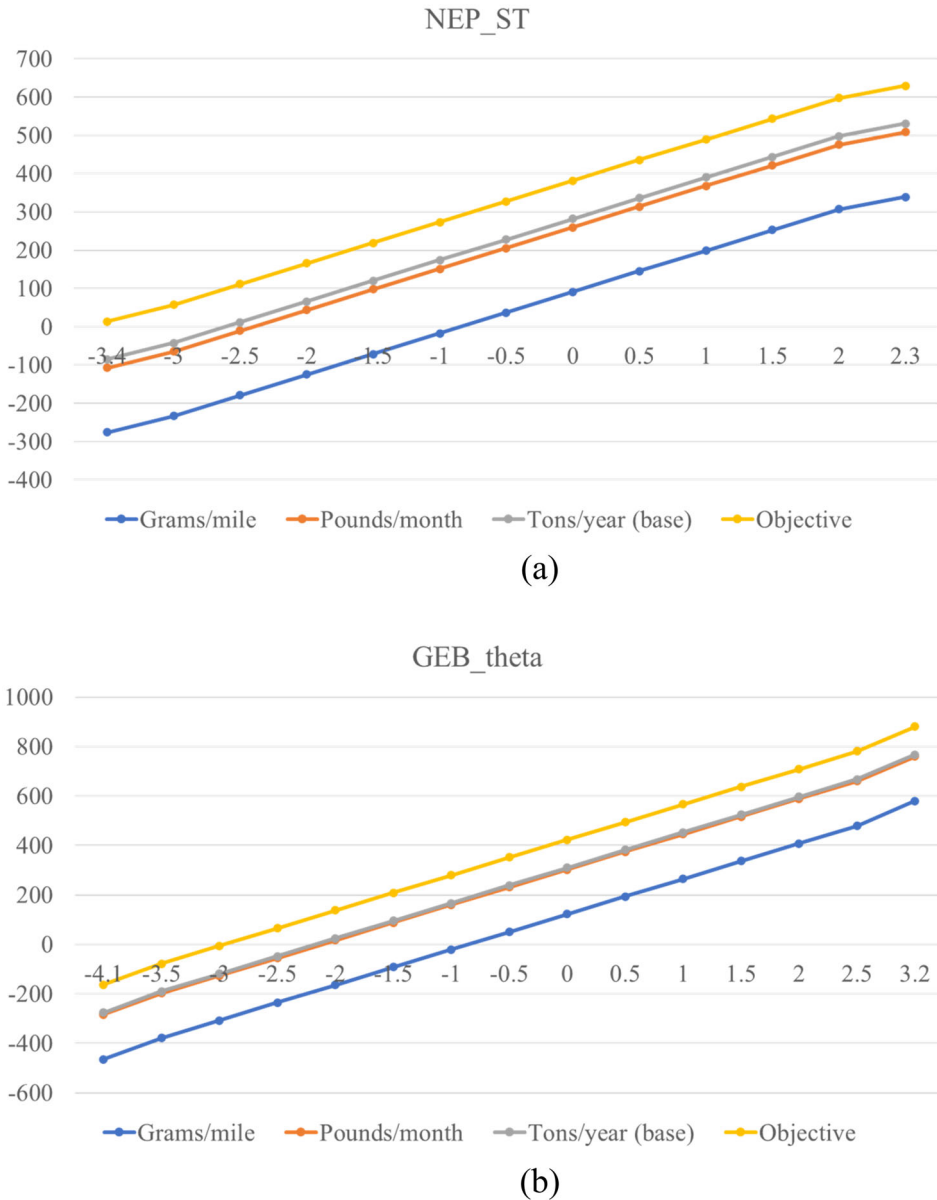 NEP_ST
700
600
500
400
300
200
100
0
-100
-200
-300
-400
-3.4 -3 -2.5 -2 -1.5 -1 -0.5 0 0.5 1 1.5 2 2.3
Grams/mile Pounds/month Tons/year (base) Objective
(a)
GEB_theta
1000
800
600
400
200
0
-200
-400
-600
-4.1 -3.5 -3 -2.5 -2 -1.5 -1 -0.5 0 0.5 1 1.5 2 2.5 3.2
Grams/mile Pounds/month Tons/year (base) Objective
(b)